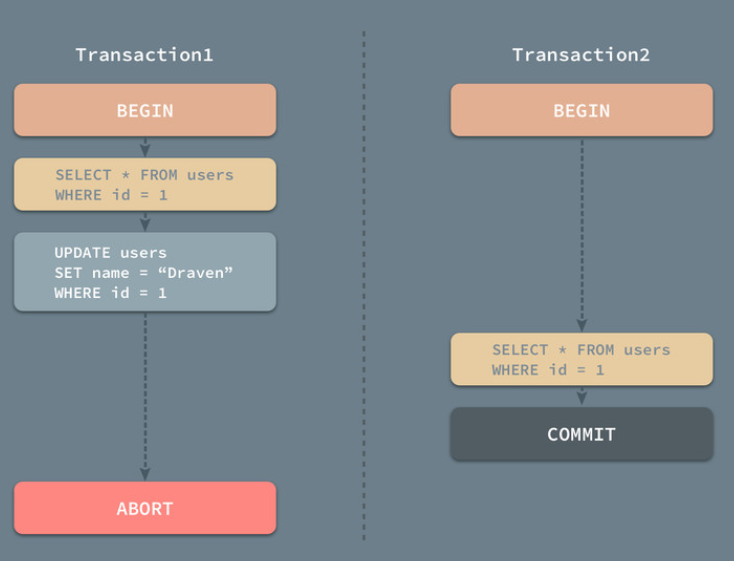 Transaction1
BEGIN
SELECT * FROM users
WHERE id = 1
UPDATE users
SET name = “Draven”
WHERE id = 1
ABORT
Transaction2
BEGIN
SELECT * FROM users
WHERE id = 1
COMMIT